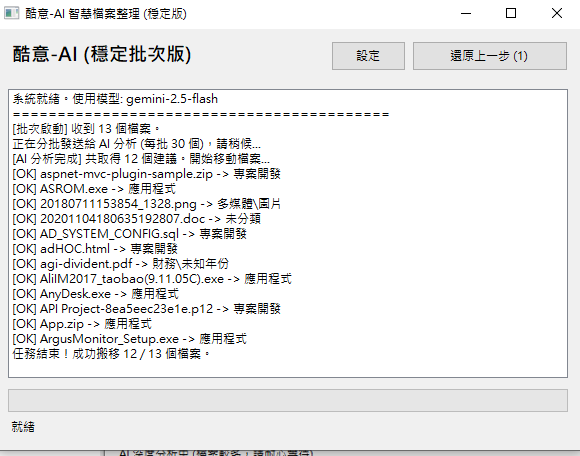 酷意-AI 智慧檔案整理 (穩定版)
酷意-AI (穩定批次版)
設定
還原上一步 (1)
系統就緒。使用模型: gemini-2.5-flash
==========================================
[批次啟動] 收到 13 個檔案。
正在分批發送給 AI 分析 (每批 30 個)，請稍候...
[AI 分析完成] 共取得 12 個建議。開始移動檔案...
[OK] aspnet-mvc-plugin-sample.zip -> 專案開發
[OK] ASROM.exe -> 應用程式
[OK] 20180711153854_1328.png -> 多媒體\圖片
[OK] 20201104180635192807.doc -> 未分類
[OK] AD_SYSTEM_CONFIG.sql -> 專案開發
[OK] adHOC.html -> 專案開發
[OK] agi-divident.pdf -> 財務\未知年份
[OK] AliIM2017_taobao(9.11.05C).exe -> 應用程式
[OK] AnyDesk.exe -> 應用程式
[OK] API Project-8ea5eec23e1e.p12 -> 專案開發
[OK] App.zip -> 應用程式
[OK] ArgusMonitor_Setup.exe -> 應用程式
任務結束！成功搬移 12 / 13 個檔案。
就緒